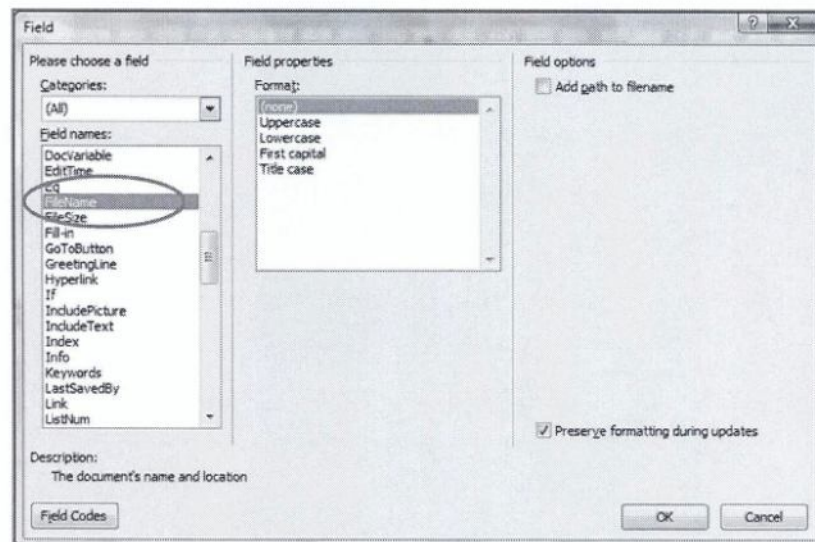 Field
Please choose a field
Categories:
(All)
Field names:
DocVariable
EditTime
Eq
FileName
FileSize
Fill-in
GoToButton
GreetingLine
Hyperlink
If
IncludePicture
IncludeText
Index
Info
Keywords
LastSavedBy
Link
ListNum
Field properties
Format:
(none)
Uppercase
Lowercase
First capital
Title case
Field options
Add path to filename
Preserve formatting during updates
Description:
The document's name and location
Field Codes
OK
Cancel